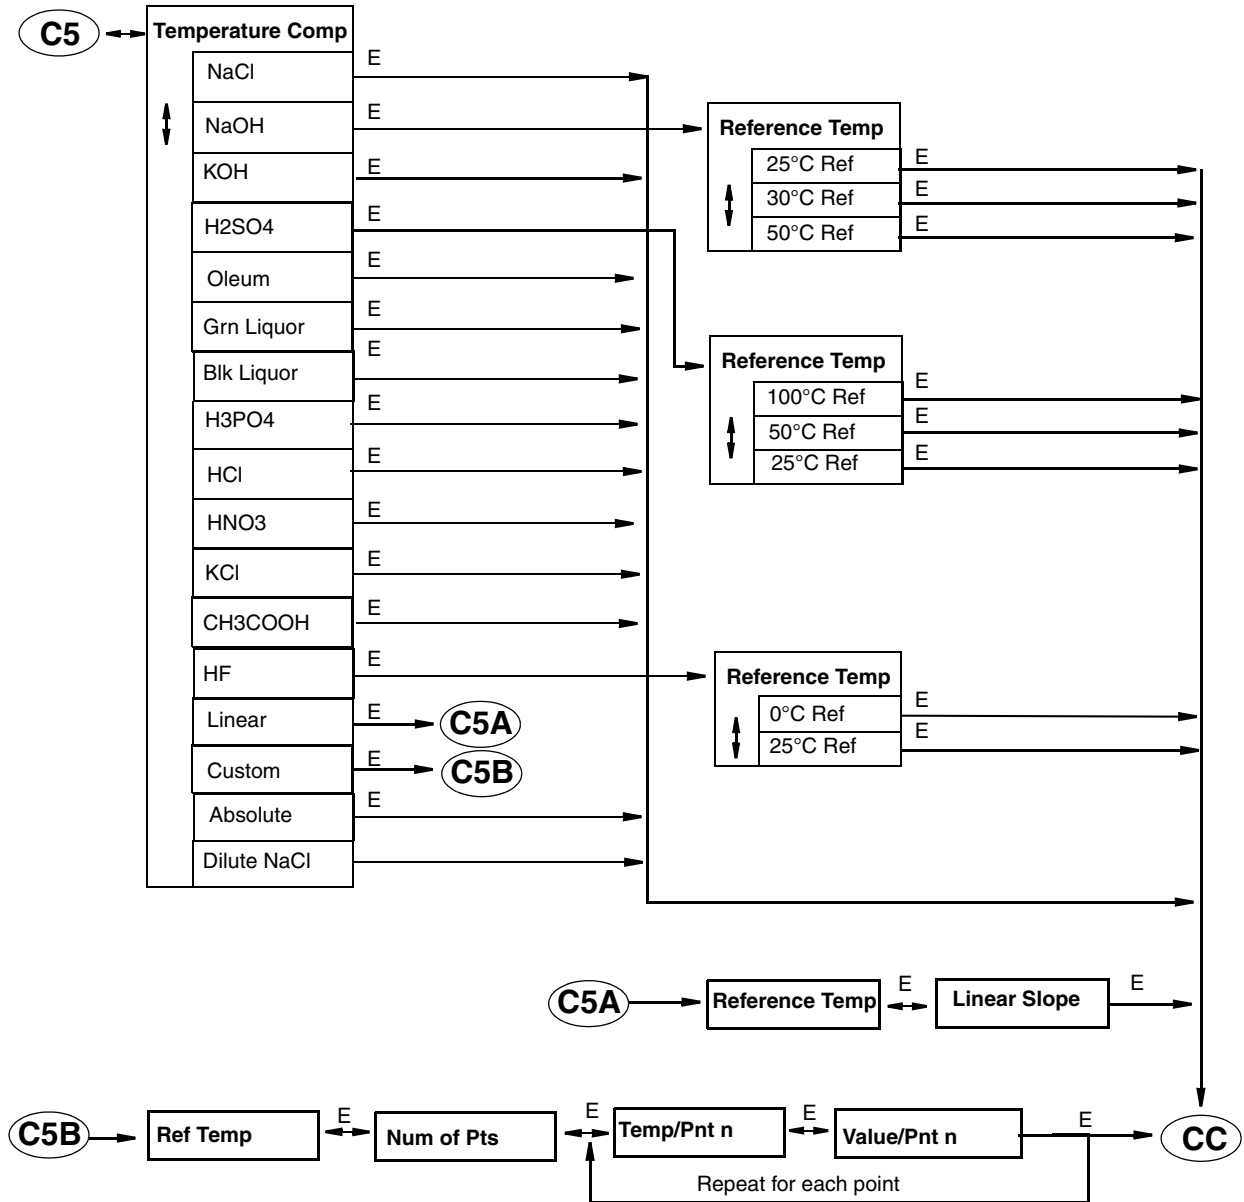 C5
Temperature Comp
NaCl
E
NaOH
E
KOH
E
H2SO4
E
Oleum
E
Grn Liquor
E
Blk Liquor
E
H3PO4
E
HCl
E
HNO3
E
KCl
E
CH3COOH
E
HF
E
Linear
E
C5A
Custom
E
C5B
Absolute
E
Dilute NaCl
Reference Temp
25°C Ref
E
30°C Ref
E
50°C Ref
E
Reference Temp
100°C Ref
E
50°C Ref
E
25°C Ref
E
Reference Temp
0°C Ref
E
25°C Ref
E
C5A
Reference Temp
E
Linear Slope
E
C5B
Ref Temp
E
Num of Pts
E
Temp/Pnt n
E
Value/Pnt n
E
CC
Repeat for each point